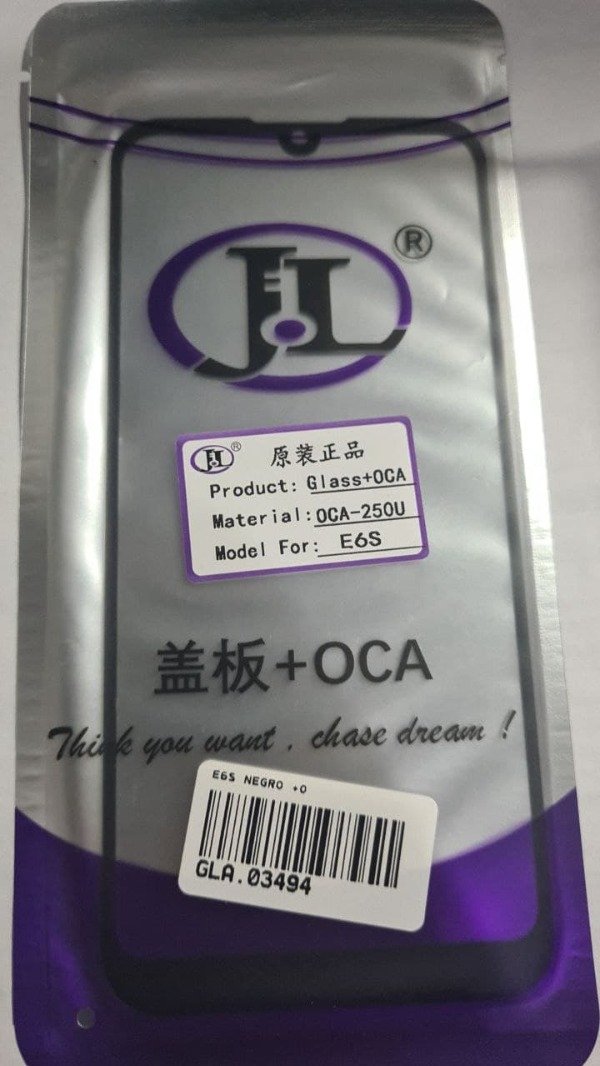 JL ®
JL ® 原装正品
Product: Glass+OCA
Material: OCA-250U
Model For: E6S
盖板+OCA
Think you want , chase dream !
E6S NEGRO +O
GLA.03494